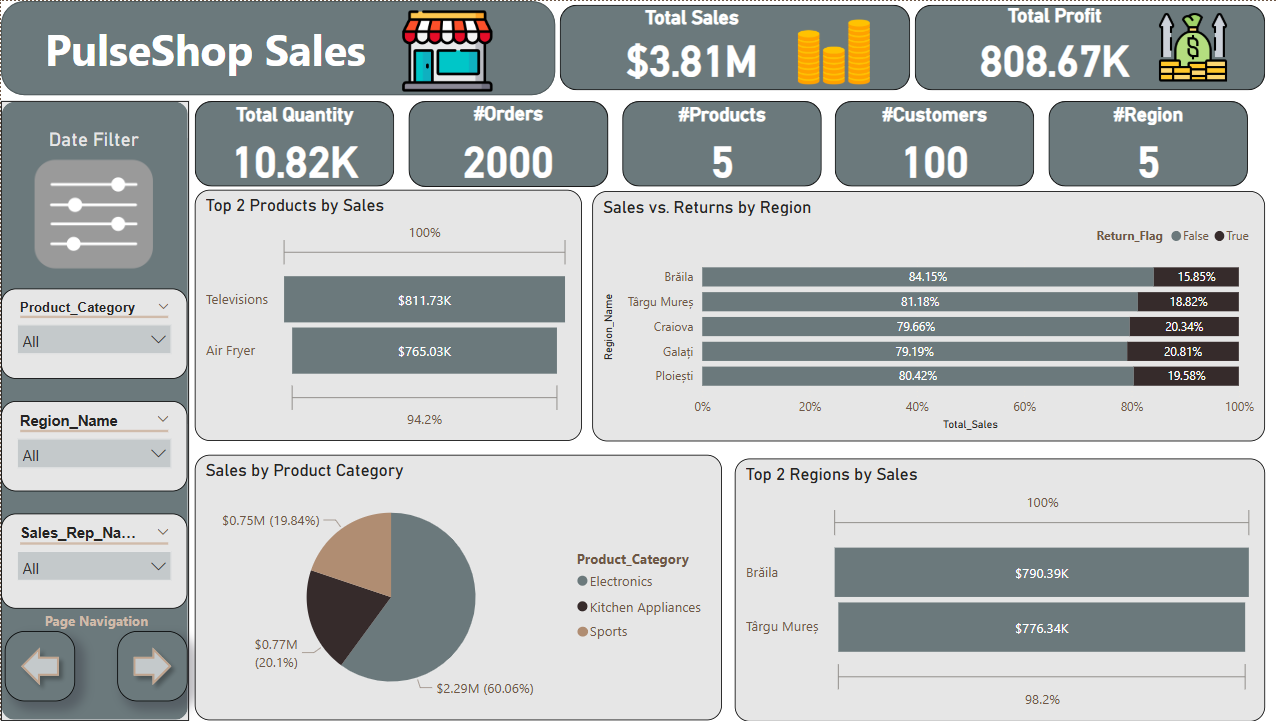 PulseShop Sales
Total Sales
$3.81M
Total Profit
808.67K
Date Filter
Total Quantity
10.82K
#Orders
2000
#Products
5
#Customers
100
#Region
5
Product_Category
All
Region_Name
All
Sales_Rep_Na...
All
Page Navigation
Top 2 Products by Sales
100%
Televisions
$811.73K
Air Fryer
$765.03K
94.2%
Sales vs. Returns by Region
Return_Flag False True
Region_Name
Brăila 84.15% 15.85%
Târgu Mureș 81.18% 18.82%
Craiova 79.66% 20.34%
Galați 79.19% 20.81%
Ploiești 80.42% 19.58%
0% 20% 40% 60% 80% 100%
Total_Sales
Sales by Product Category
$0.75M (19.84%)
$0.77M
(20.1%)
$2.29M (60.06%)
Product_Category
Electronics
Kitchen Appliances
Sports
Top 2 Regions by Sales
100%
Brăila
$790.39K
Târgu Mureș
$776.34K
98.2%